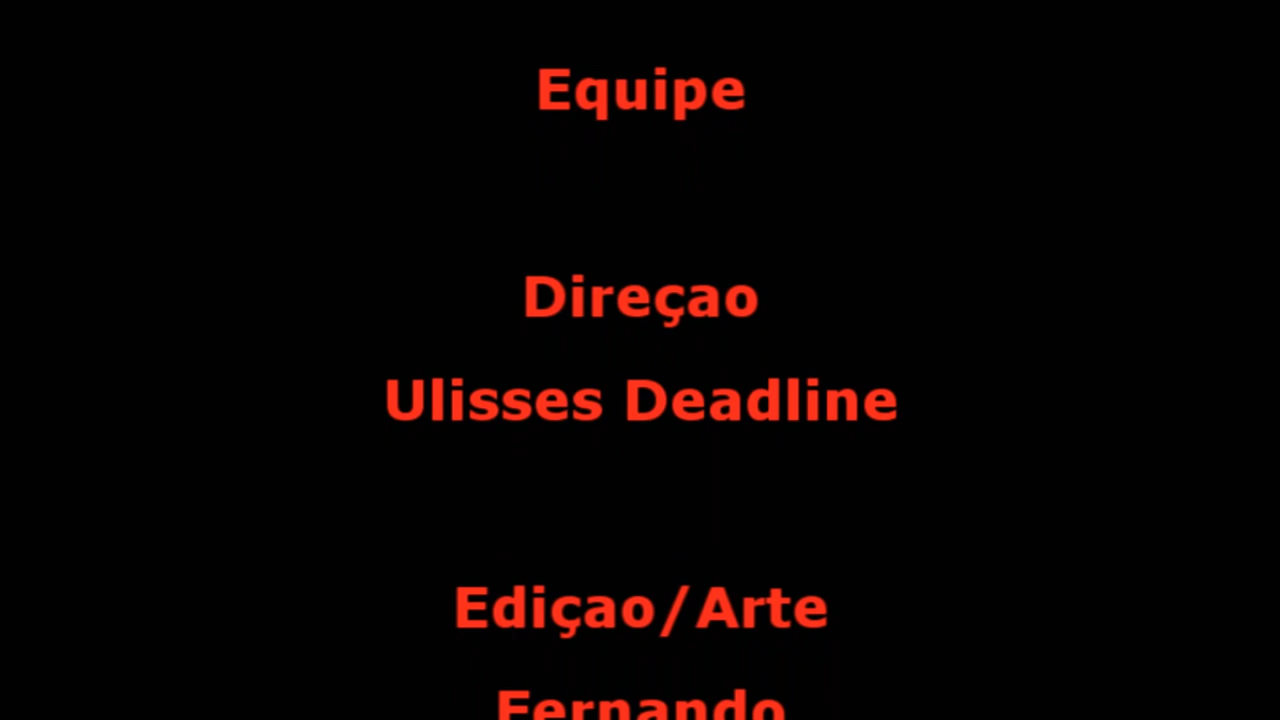 Equipe
Direçao
Ulisses Deadline
Ediçao/Arte
Fernando